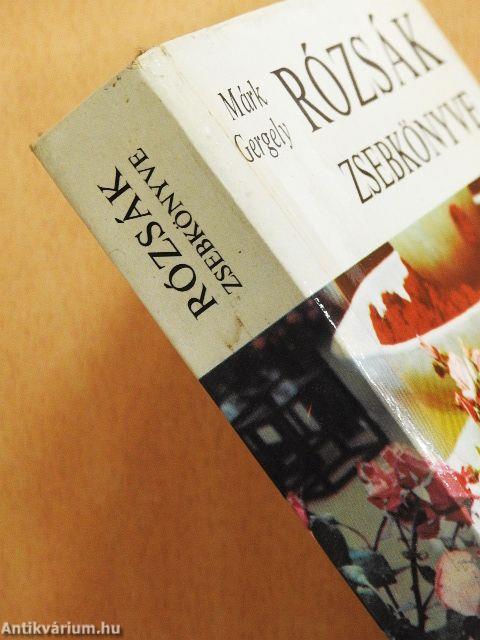 Márk
Gergely
RÓZSÁK
ZSEBKÖNYVE
RÓZSÁK
ZSEBKÖNYVE
Antikvárium.hu